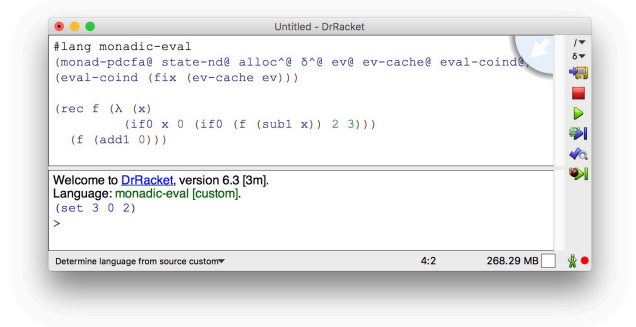 Untitled - DrRacket
#lang monadic-eval
(monad-pdcfa@ state-nd@ alloc^@ δ^@ ev@ ev-cache@ eval-coind@)
(eval-coind (fix (ev-cache ev)))
(rec f (λ (x)
(if0 x 0 (if0 (f (sub1 x)) 2 3)))
(f (add1 0)))
Welcome to DrRacket, version 6.3 [3m].
Language: monadic-eval [custom].
(set 3 0 2)
>
Determine language from source custom▾ 4:2 268.29 MB